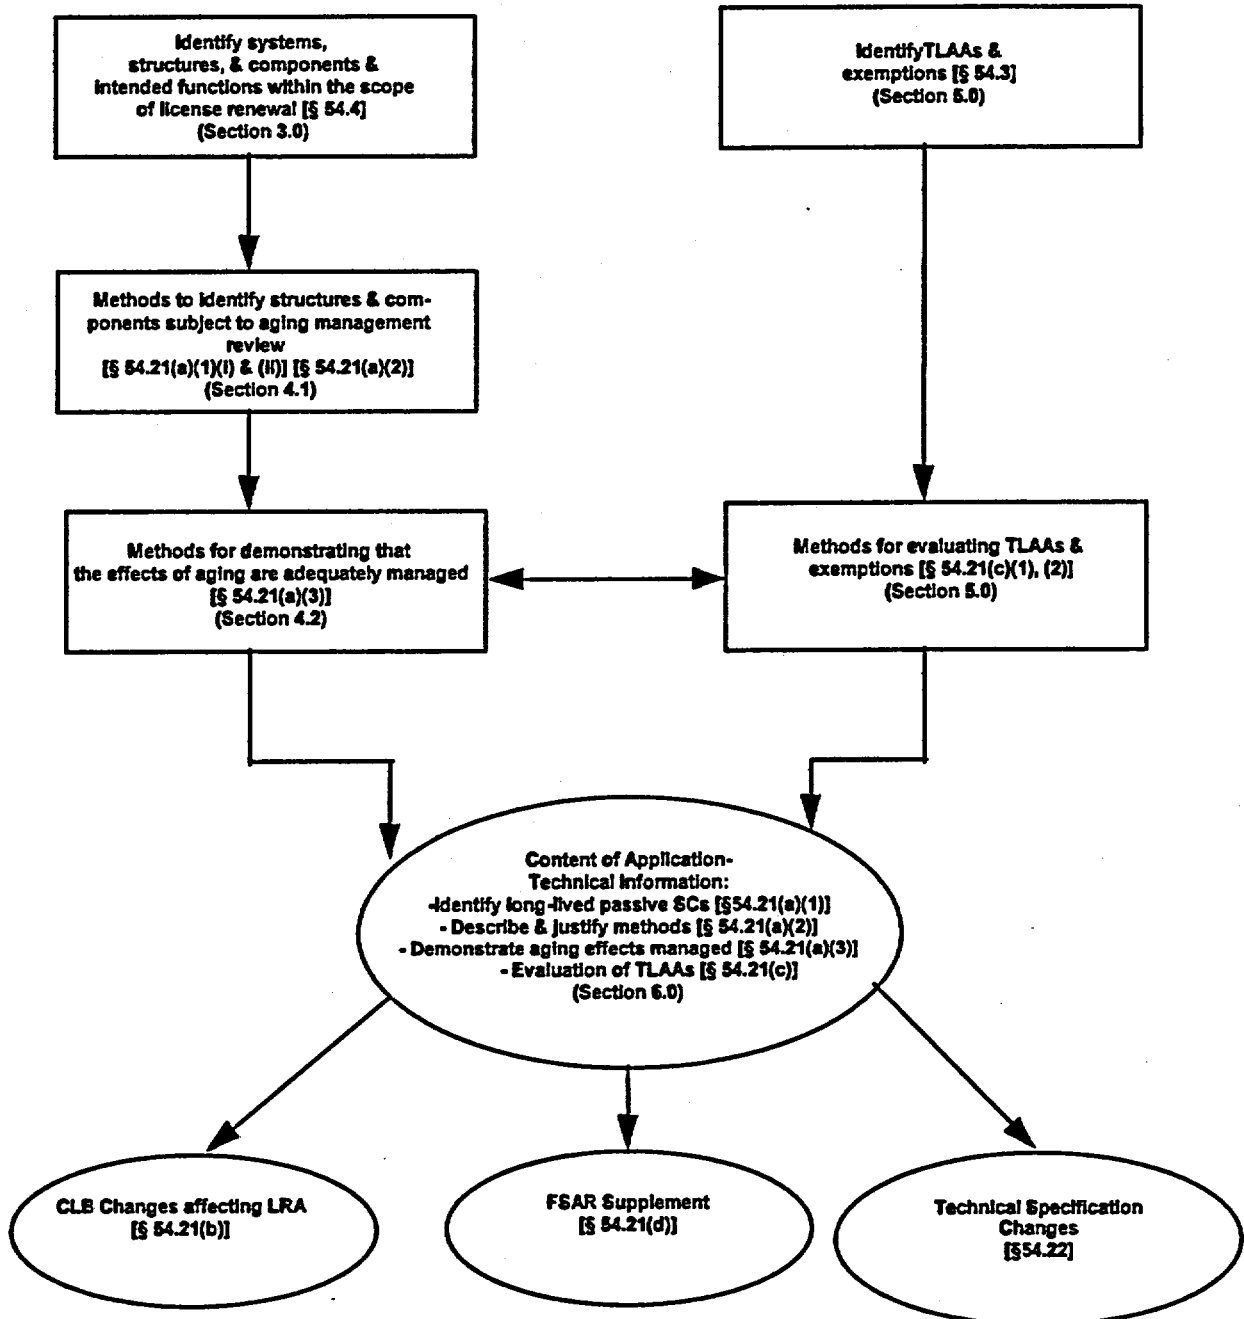 Identify systems,
structures, & components &
intended functions within the scope
of license renewal [§ 54.4]
(Section 3.0)
IdentifyTLAAs &
exemptions [§ 54.3]
(Section 5.0)
Methods to identify structures & com-
ponents subject to aging management
review
[§ 54.21(a)(1)(i) & (ii)] [§ 54.21(a)(2)]
(Section 4.1)
Methods for demonstrating that
the effects of aging are adequately managed
[§ 54.21(a)(3)]
(Section 4.2)
Methods for evaluating TLAAs &
exemptions [§ 54.21(c)(1), (2)]
(Section 5.0)
Content of Application-
Technical Information:
-Identify long-lived passive SCs [§54.21(a)(1)]
- Describe & justify methods [§ 54.21(a)(2)]
- Demonstrate aging effects managed [§ 54.21(a)(3)]
- Evaluation of TLAAs [§ 54.21(c)]
(Section 6.0)
CLB Changes affecting LRA
[§ 54.21(b)]
FSAR Supplement
[§ 54.21(d)]
Technical Specification
Changes
[§54.22]